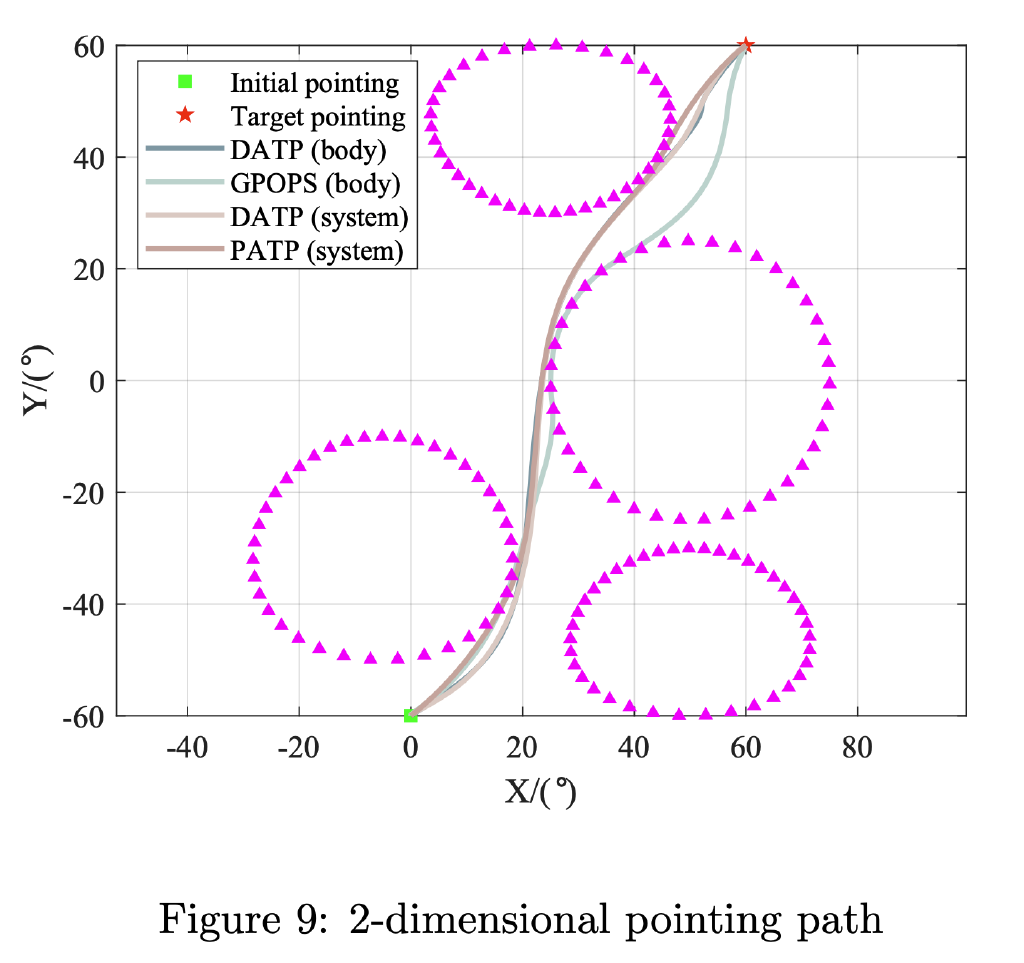 60
40
20
0
-20
-40
-60
Y/(°)
Initial pointing
Target pointing
DATP (body)
GPOPS (body)
DATP (system)
PATP (system)
-40 -20 0 20 40 60 80
X/(°)
Figure 9: 2-dimensional pointing path